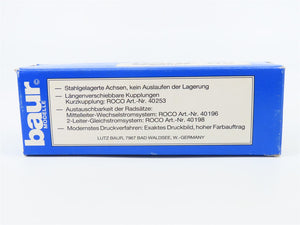 baur
MODELLE
— Stahlgelagerte Achsen, kein Auslaufen der Lagerung
— Längenverschiebbare Kupplungen
Kurzkupplung: ROCO Art.-Nr. 40253
— Austauschbarkeit der Radsätze:
Mittelleiter-Wechselstromsystem: ROCO Art.-Nr. 40196
2-Leiter-Gleichstromsystem: ROCO Art.-Nr. 40198
— Modernstes Druckverfahren; Exaktes Druckbild, hoher Farbauftrag
LUTZ BAUR, 7967 BAD WALDSEE, W.-GERMANY